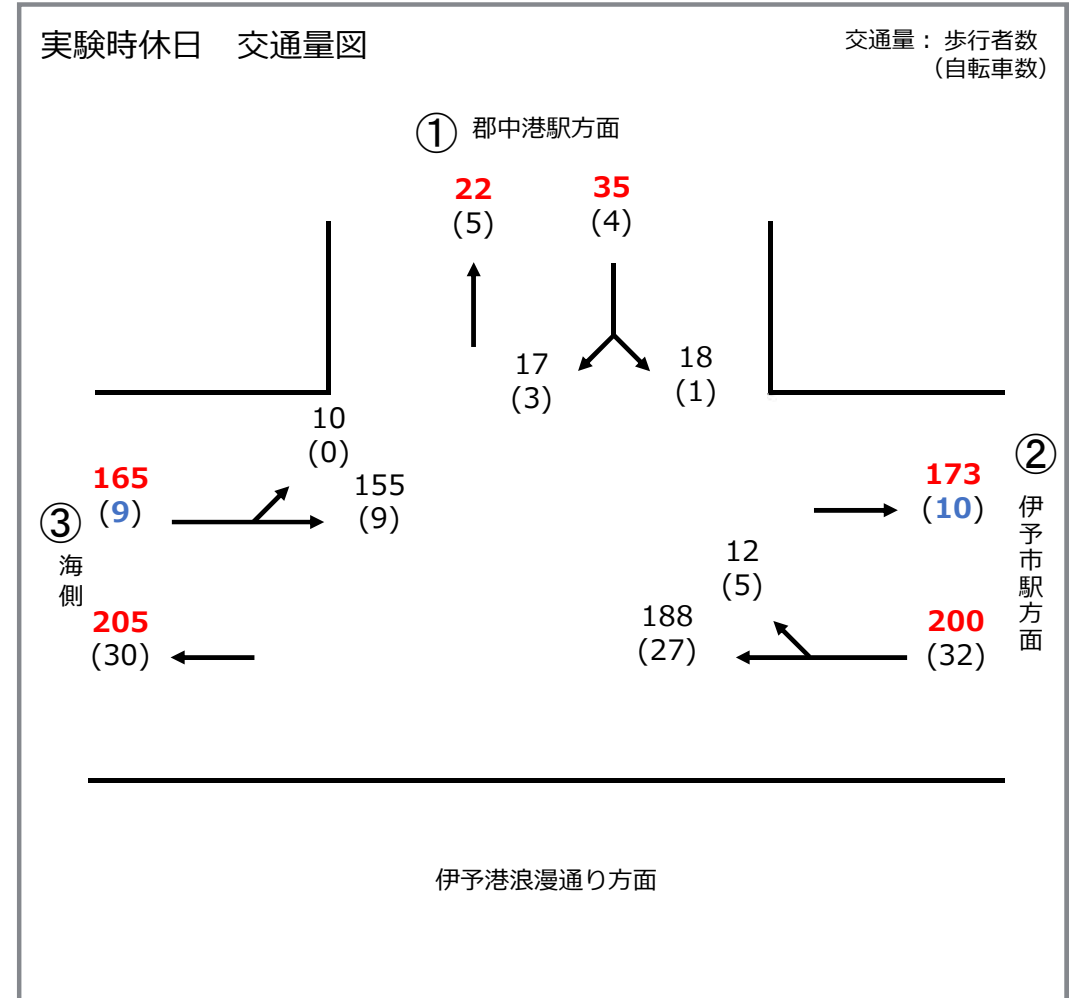 実験時休日　交通量図
交通量：歩行者数
（自転車数）
① 郡中港駅方面
22 35
(5) (4)
17 18
(3) (1)
10
(0)
165 155
(9) (9)
③
海側
173
(10)
②
伊予市駅方面
12
(5)
205 188 200
(30) (27) (32)
伊予港浪漫通り方面